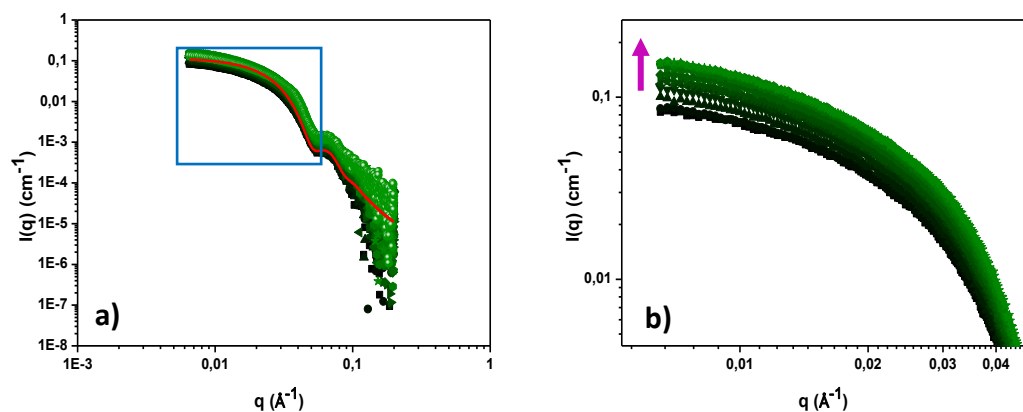 I(q) (cm⁻¹)
1
0,1
0,01
1E-3
1E-4
1E-5
1E-6
1E-7
1E-8
a)
1E-3 0,01 0,1 1
q (Å⁻¹)
I(q) (cm⁻¹)
0,1
0,01
b)
0,01 0,02 0,03 0,04
q (Å⁻¹)